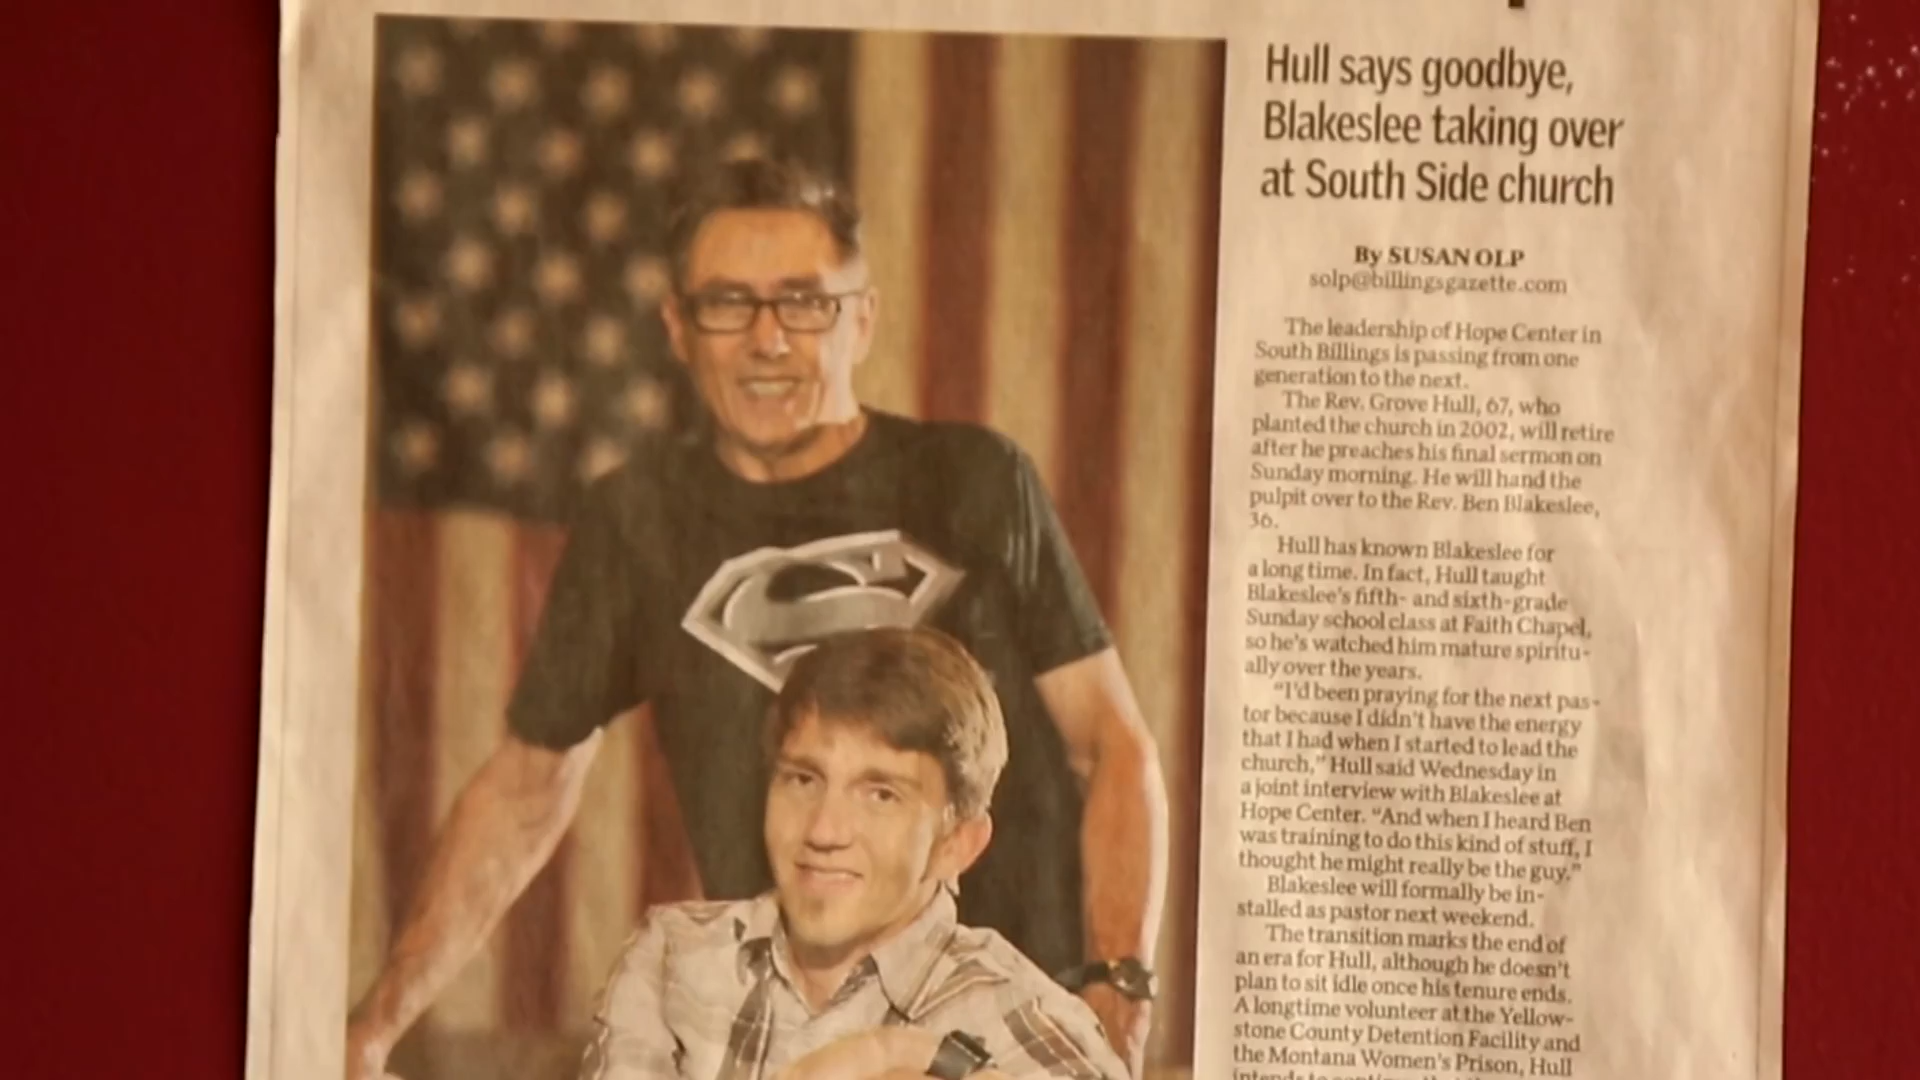 Hull says goodbye,
Blakeslee taking over
at South Side church
By SUSAN OLP
solp@billingsgazette.com
The leadership of Hope Center in
South Billings is passing from one
generation to the next.
The Rev. Grove Hull, 67, who
planted the church in 2002, will retire
after he preaches his final sermon on
Sunday morning. He will hand the
pulpit over to the Rev. Ben Blakeslee,
36.
Hull has known Blakeslee for
a long time. In fact, Hull taught
Blakeslee's fifth- and sixth-grade
Sunday school class at Faith Chapel,
so he's watched him mature spiritu-
ally over the years.
"I'd been praying for the next pas-
tor because I didn't have the energy
that I had when I started to lead the
church," Hull said Wednesday in
a joint interview with Blakeslee at
Hope Center. "And when I heard Ben
was training to do this kind of stuff, I
thought he might really be the guy."
Blakeslee will formally be in-
stalled as pastor next weekend.
The transition marks the end of
an era for Hull, although he doesn't
plan to sit idle once his tenure ends.
A longtime volunteer at the Yellow-
stone County Detention Facility and
the Montana Women's Prison, Hull